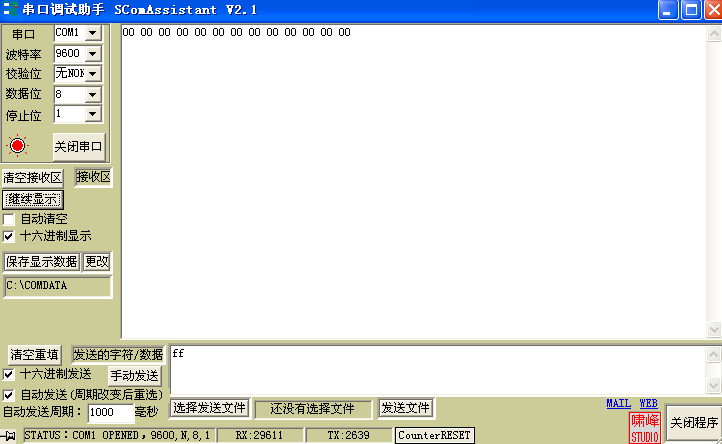 串口调试助手 SComAssistant V2.1
串口 COM1
波特率 9600
校验位 无NON
数据位 8
停止位 1
关闭串口
清空接收区 接收区
继续显示
自动清空
十六进制显示
保存显示数据 更改
C:\COMDATA
00 00 00 00 00 00 00 00 00 00 00 00 00
清空重填 发送的字符/数据
ff
十六进制发送 手动发送
自动发送(周期改变后重选)
自动发送周期: 1000 毫秒
选择发送文件 还没有选择文件 发送文件
MAIL WEB
啸峰
STUDIO
关闭程序
STATUS:COM1 OPENED,9600,N,8,1 RX:29611 TX:2639 CounterRESET